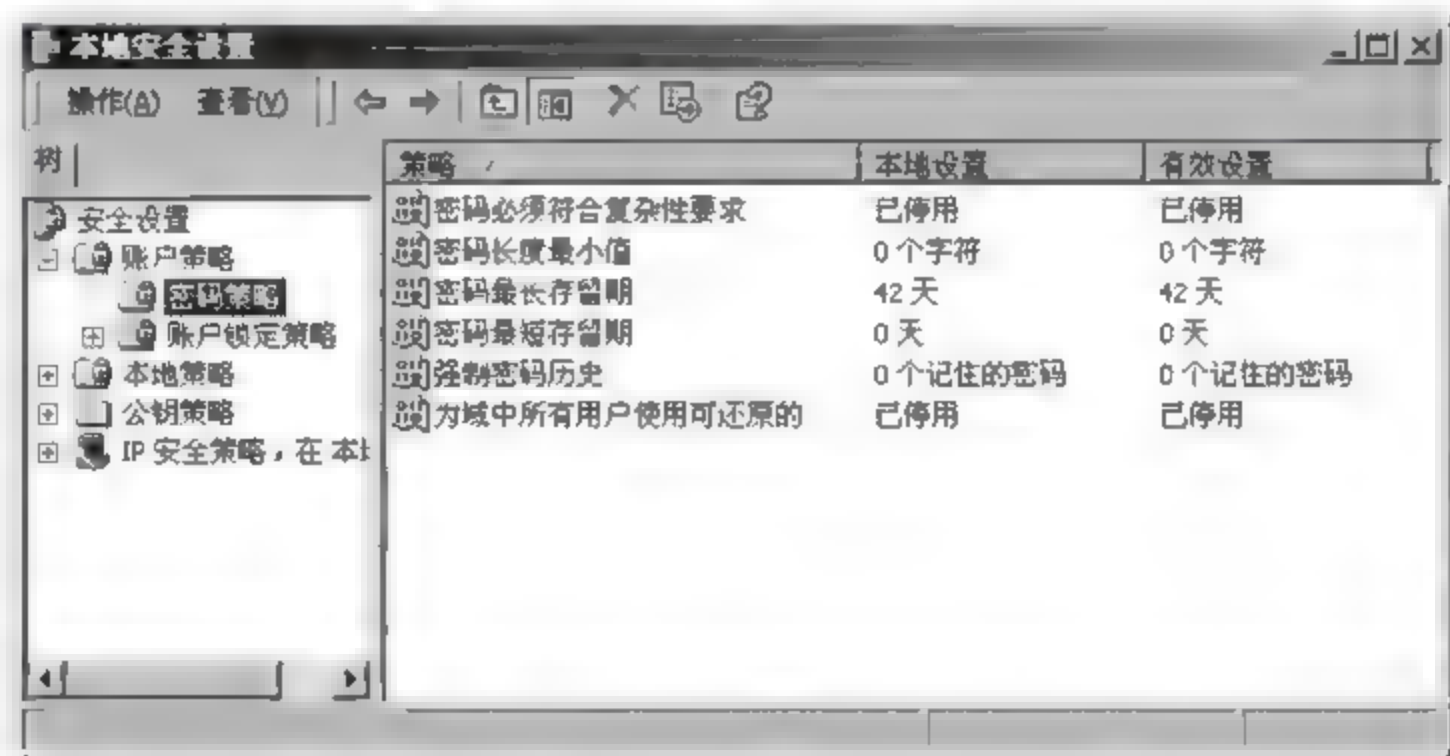 本地安全设置
操作(A) 查看(V)
树
策略 本地设置 有效设置
安全设置
账户策略
密码策略
账户锁定策略
本地策略
公钥策略
IP 安全策略，在 本
密码必须符合复杂性要求 已停用 已停用
密码长度最小值 0 个字符 0 个字符
密码最长存留期 42 天 42 天
密码最短存留期 0 天 0 天
强制密码历史 0 个记住的密码 0 个记住的密码
为域中所有用户使用可还原的 已停用 已停用